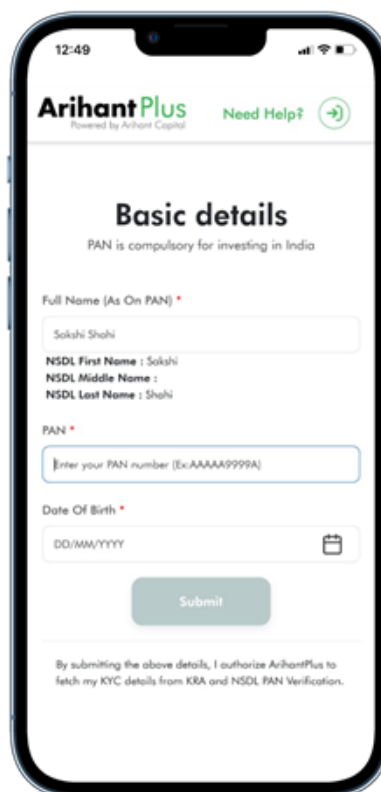 12:49
ArihantPlus
Powered by Arihant Capital
Need Help?
Basic details
PAN is compulsory for investing in India
Full Name (As On PAN) *
Sakshi Shahi
NSDL First Name : Sakshi
NSDL Middle Name :
NSDL Last Name : Shahi
PAN *
Enter your PAN number (Ex:AAAAA9999A)
Date Of Birth *
DD/MM/YYYY
Submit
By submitting the above details, I authorize ArihantPlus to
fetch my KYC details from KRA and NSDL PAN Verification.